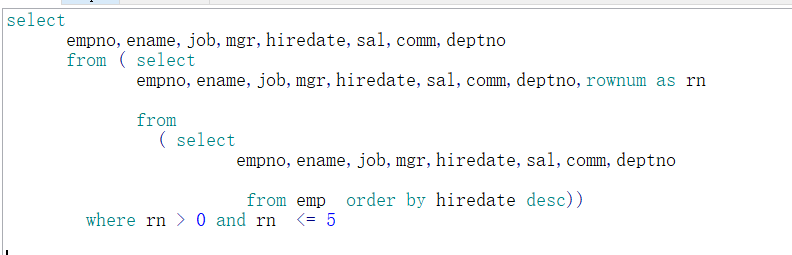 select
empno, ename, job, mgr, hiredate, sal, comm, deptno
from ( select
empno, ename, job, mgr, hiredate, sal, comm, deptno, rownum as rn
from
( select
empno, ename, job, mgr, hiredate, sal, comm, deptno
from emp  order by hiredate desc))
where rn > 0 and rn  <= 5